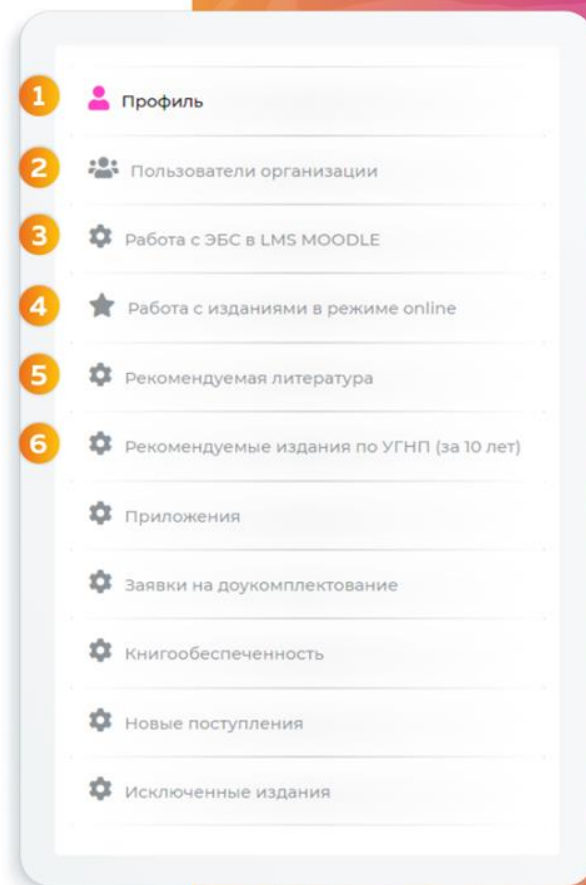 1 Профиль
2 Пользователи организации
3 Работа с ЭБС в LMS MOODLE
4 Работа с изданиями в режиме online
5 Рекомендуемая литература
6 Рекомендуемые издания по УГНП (за 10 лет)
Приложения
Заявки на доукомплектование
Книгообеспеченность
Новые поступления
Исключенные издания